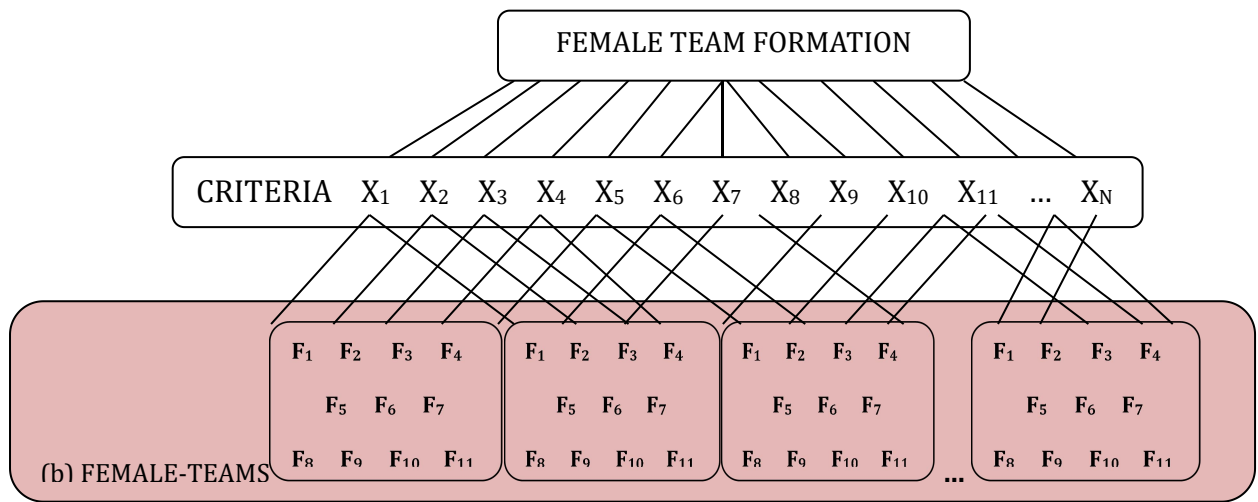 FEMALE TEAM FORMATION
CRITERIA X₁ X₂ X₃ X₄ X₅ X₆ X₇ X₈ X₉ X₁₀ X₁₁ ... X_N
F₁ F₂ F₃ F₄ F₁ F₂ F₃ F₄ F₁ F₂ F₃ F₄ F₁ F₂ F₃ F₄
F₅ F₆ F₇ F₅ F₆ F₇ F₅ F₆ F₇ F₅ F₆ F₇
F₈ F₉ F₁₀ F₁₁ F₈ F₉ F₁₀ F₁₁ F₈ F₉ F₁₀ F₁₁ F₈ F₉ F₁₀ F₁₁
(b) FEMALE-TEAMS ...